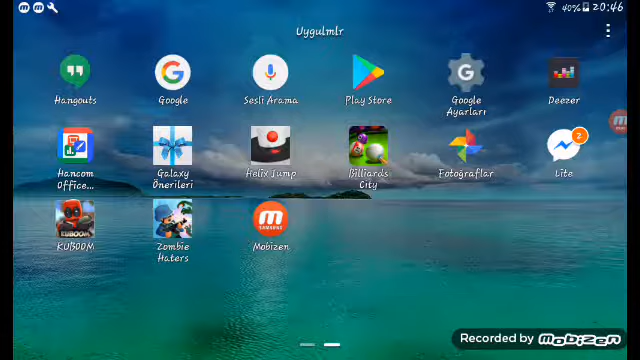 40% 20:46
Uygulmlr
Hangouts
Google
Sesli Arama
Play Store
Google
Ayarları
Deezer
2
Hancom
Office...
Galaxy
Önerileri
Helix Jump
Billiards
City
Fotoğraflar
Lite
KUBOOM
KUBOOM
Zombie
Haters
m
Mobizen
Recorded by MOBIZEN